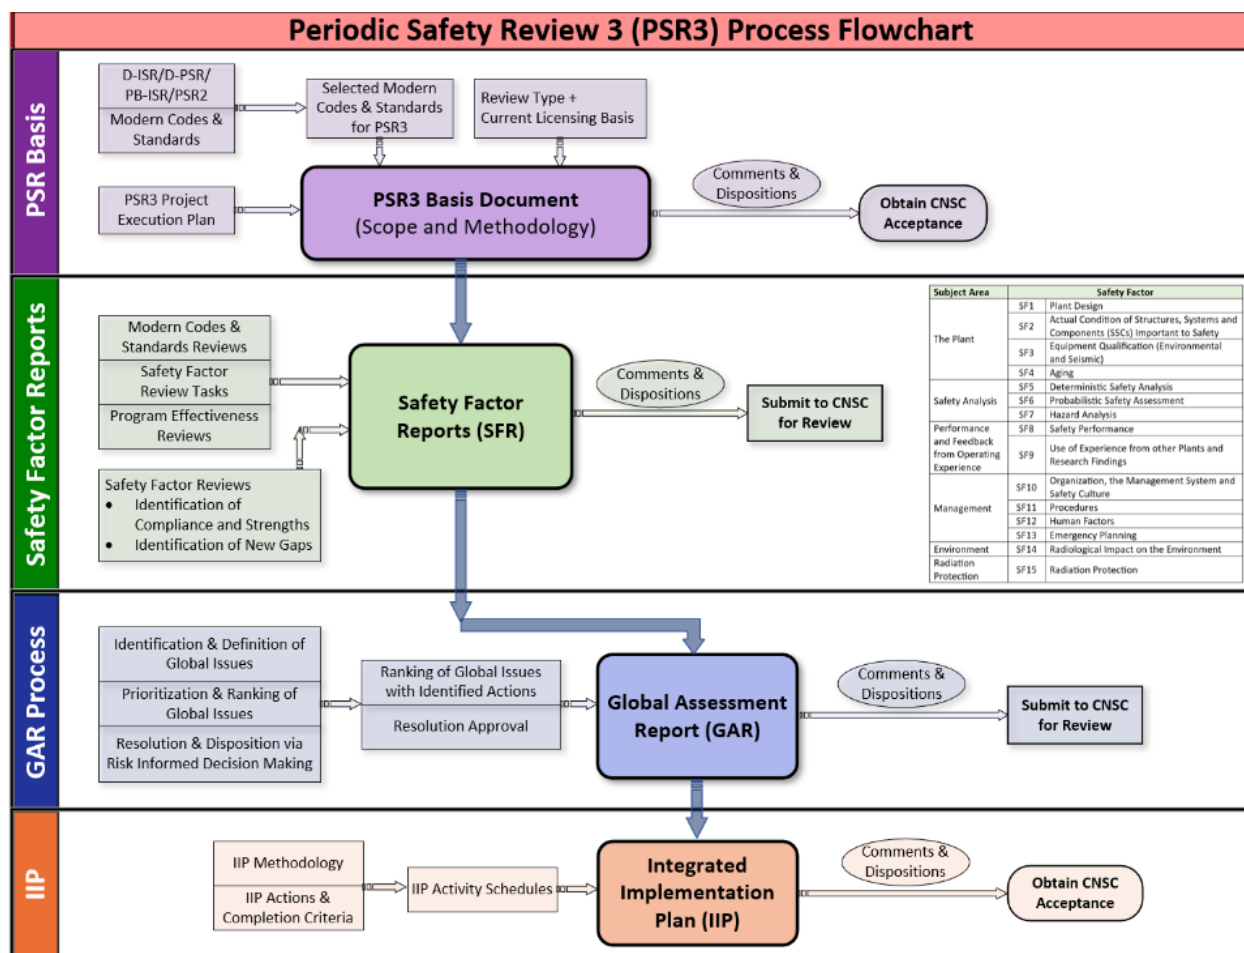 Periodic Safety Review 3 (PSR3) Process Flowchart
PSR Basis
D-ISR/D-PSR/
PB-ISR/PSR2
Modern Codes &
Standards
Selected Modern
Codes & Standards
for PSR3
Review Type +
Current Licensing Basis
PSR3 Project
Execution Plan
PSR3 Basis Document
(Scope and Methodology)
Comments &
Dispositions
Obtain CNSC
Acceptance
Safety Factor Reports
Modern Codes &
Standards Reviews
Safety Factor
Review Tasks
Program Effectiveness
Reviews
Safety Factor Reviews
• Identification of
Compliance and Strengths
• Identification of New Gaps
Safety Factor
Reports (SFR)
Comments &
Dispositions
Submit to CNSC
for Review
Subject Area Safety Factor
The Plant
SF1 Plant Design
SF2 Actual Condition of Structures, Systems and
Components (SSCs) Important to Safety
SF3 Equipment Qualification (Environmental
and Seismic)
SF4 Aging
Safety Analysis
SF5 Deterministic Safety Analysis
SF6 Probabilistic Safety Assessment
SF7 Hazard Analysis
Performance
and Feedback
from Operating
Experience
SF8 Safety Performance
SF9 Use of Experience from other Plants and
Research Findings
Management
SF10 Organization, the Management System and
Safety Culture
SF11 Procedures
SF12 Human Factors
SF13 Emergency Planning
Environment SF14 Radiological Impact on the Environment
Radiation
Protection
SF15 Radiation Protection
GAR Process
Identification & Definition of
Global Issues
Prioritization & Ranking of
Global Issues
Resolution & Disposition via
Risk Informed Decision Making
Ranking of Global Issues
with Identified Actions
Resolution Approval
Global Assessment
Report (GAR)
Comments &
Dispositions
Submit to CNSC
for Review
IIP
IIP Methodology
IIP Actions &
Completion Criteria
IIP Activity Schedules
Integrated
Implementation
Plan (IIP)
Comments &
Dispositions
Obtain CNSC
Acceptance